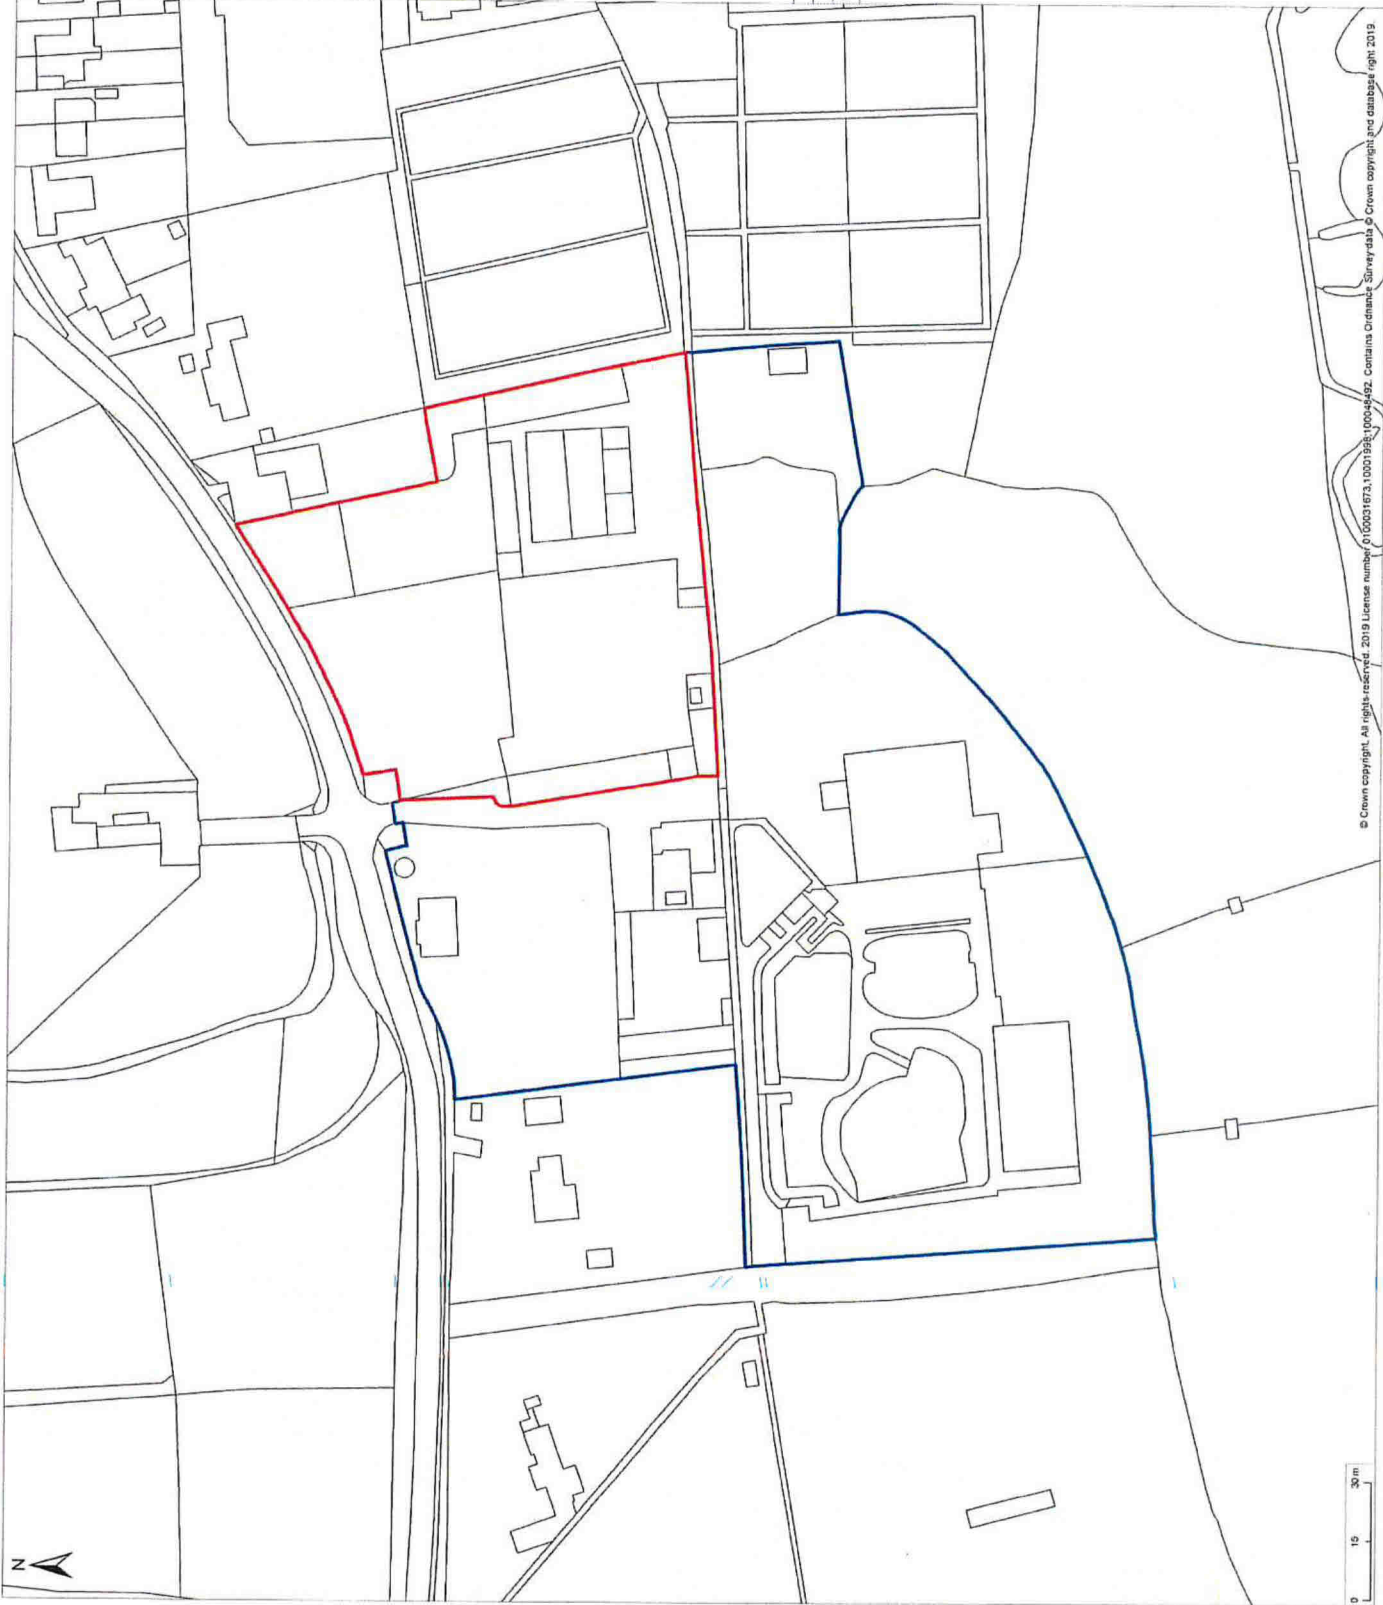 © Crown copyright. All rights reserved. 2019 License number 0100031673,10001998,100048492. Contains Ordnance Survey data © Crown copyright and database right 2019.
N
0 15 30 m